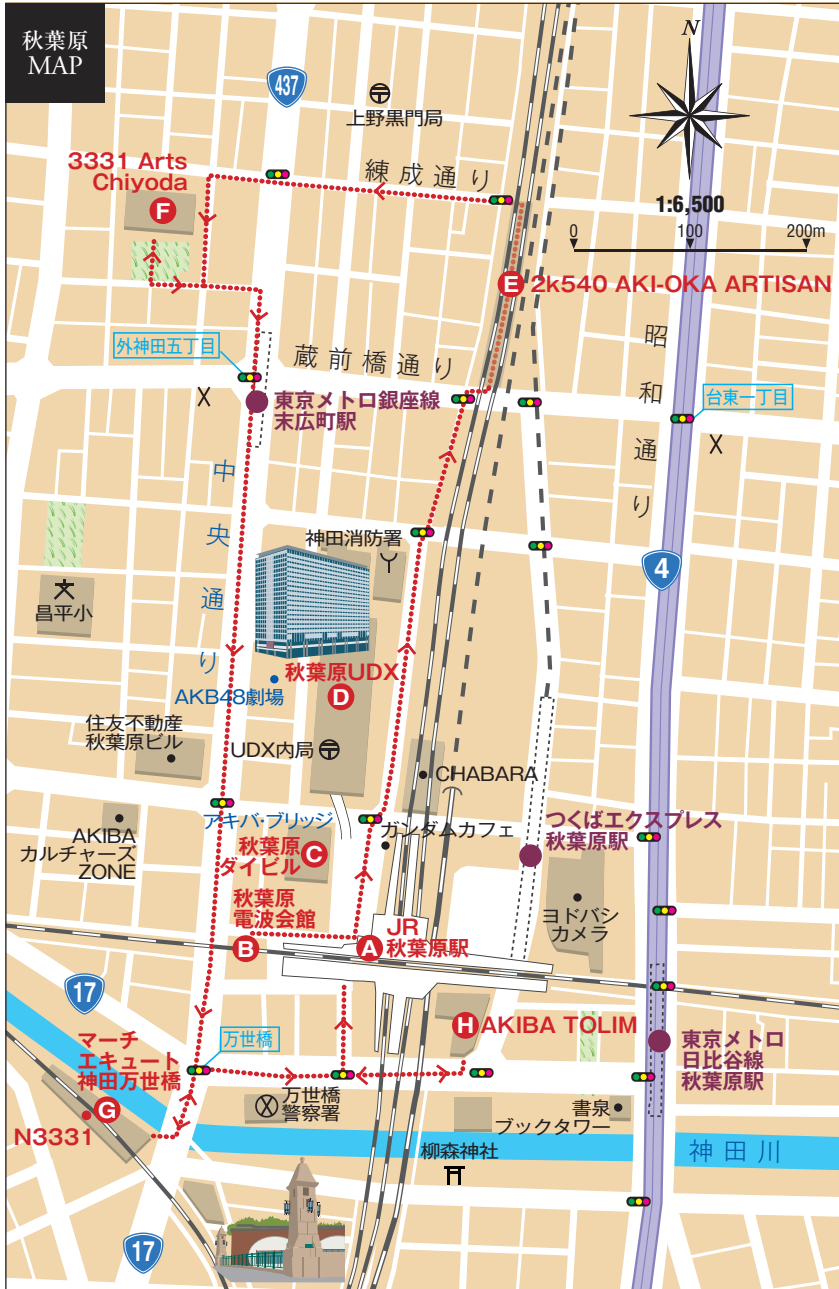 秋葉原
MAP
437
上野黒門局
N
3331 Arts
Chiyoda
F
練成通り
1:6,500
0
100
200m
E
2k540 AKI-OKA ARTISAN
外神田五丁目
蔵前橋通り
昭和通り
台東一丁目
東京メトロ銀座線
末広町駅
中央通り
神田消防署
4
昌平小
秋葉原UDX
D
AKB48劇場
住友不動産
秋葉原ビル
UDX内局
CHABARA
アキバ・ブリッジ
ガンダムカフェ
つくばエクスプレス
秋葉原駅
AKIBA
カルチャーズ
ZONE
秋葉原
ダイビル
C
秋葉原
電波会館
B
JR
秋葉原駅
A
ヨドバシ
カメラ
17
H
AKIBA TOLIM
マーチ
エキュート
神田万世橋
G
万世橋
東京メトロ
日比谷線
秋葉原駅
N3331
万世橋
警察署
書泉
ブックタワー
柳森神社
神田川
17